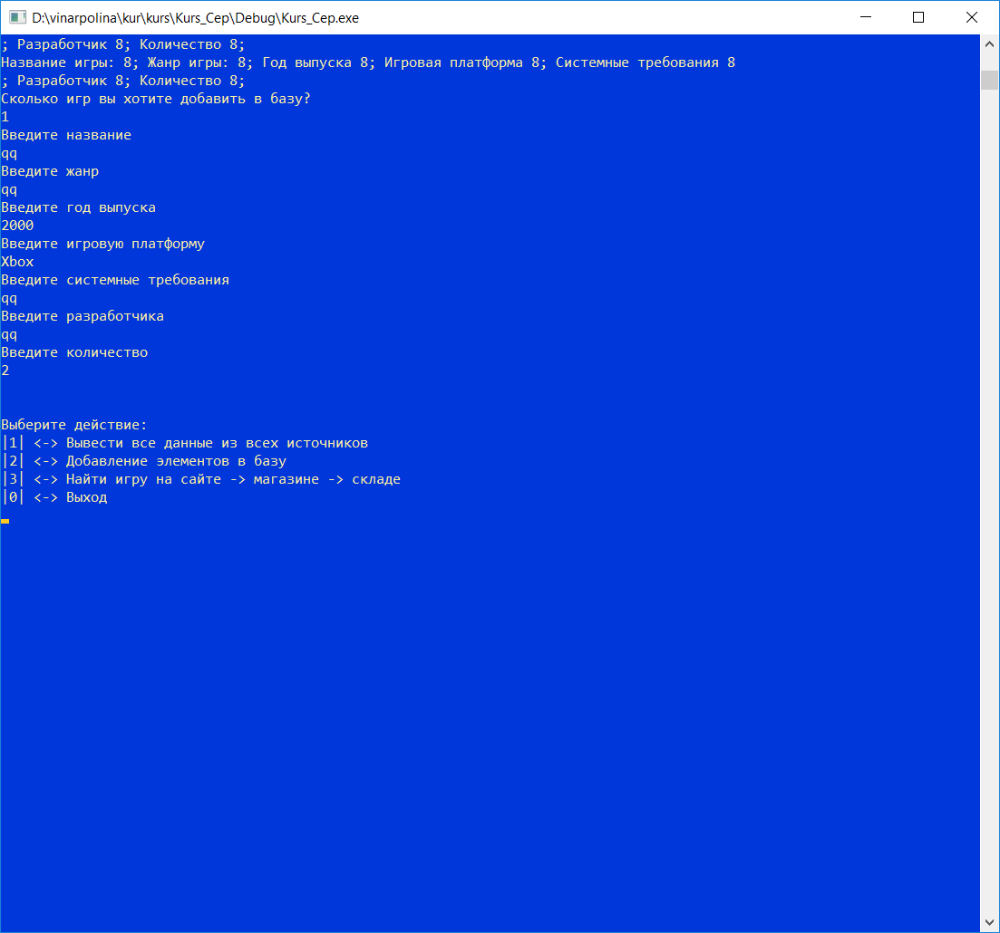 D:\vinarpolina\kur\kurs\Kurs_Cep\Debug\Kurs_Cep.exe
; Разработчик 8; Количество 8;
Название игры: 8; Жанр игры: 8; Год выпуска 8; Игровая платформа 8; Системные требования 8
; Разработчик 8; Количество 8;
Сколько игр вы хотите добавить в базу?
1
Введите название
qq
Введите жанр
qq
Введите год выпуска
2000
Введите игровую платформу
Xbox
Введите системные требования
qq
Введите разработчика
qq
Введите количество
2
Выберите действие:
|1| <-> Вывести все данные из всех источников
|2| <-> Добавление элементов в базу
|3| <-> Найти игру на сайте -> магазине -> складе
|0| <-> Выход